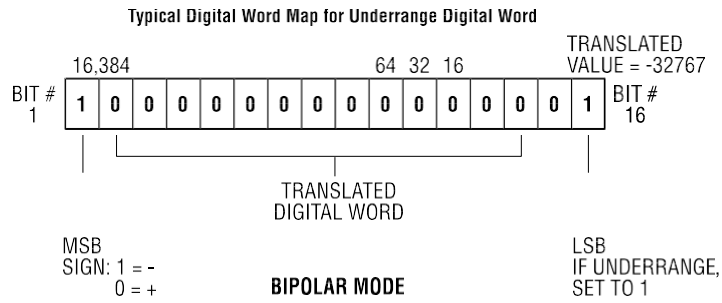 Typical Digital Word Map for Underrange Digital Word
TRANSLATED
VALUE = -32767
16,384 64 32 16
BIT #
1
1 0 0 0 0 0 0 0 0 0 0 0 0 0 0 1
BIT #
16
TRANSLATED
DIGITAL WORD
MSB
SIGN: 1 = -
0 = +
BIPOLAR MODE
LSB
IF UNDERRANGE,
SET TO 1